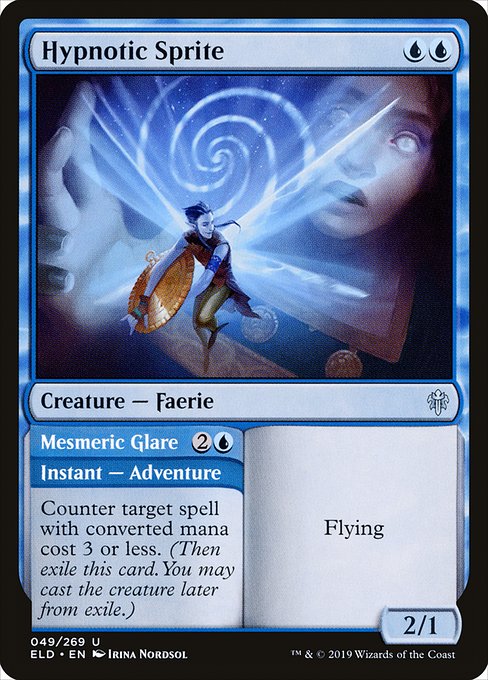 Hypnotic Sprite
Creature — Faerie
Mesmeric Glare 2
Instant — Adventure
Counter target spell
with converted mana
cost 3 or less. (Then
exile this card. You may
cast the creature later
from exile.)
Flying
2/1
049/269 U
ELD • EN Irina Nordsol
™ & © 2019 Wizards of the Coast